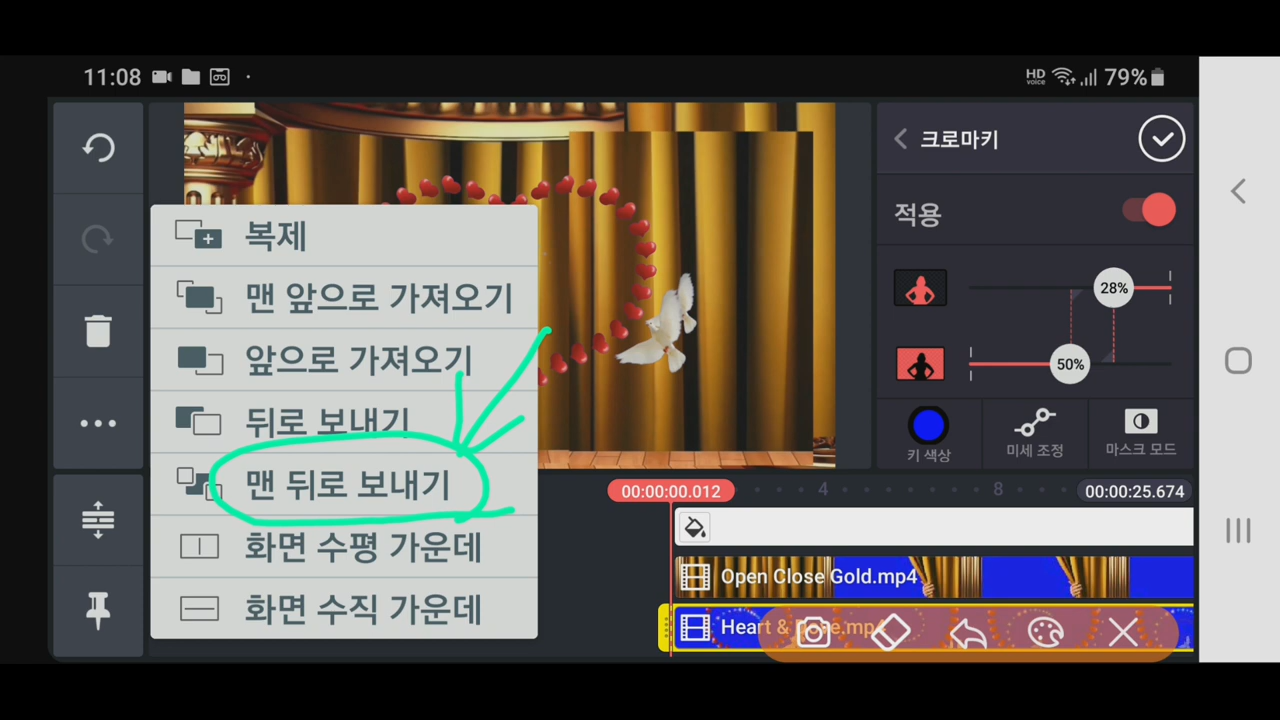 11:08
HD voice
79%
크로마키
적용
복제
맨 앞으로 가져오기
앞으로 가져오기
뒤로 보내기
맨 뒤로 보내기
화면 수평 가운데
화면 수직 가운데
28%
50%
키 색상
미세 조정
마스크 모드
00:00:00.012
4
8
00:00:25.674
Open Close Gold.mp4
Heart & Dove.mp4